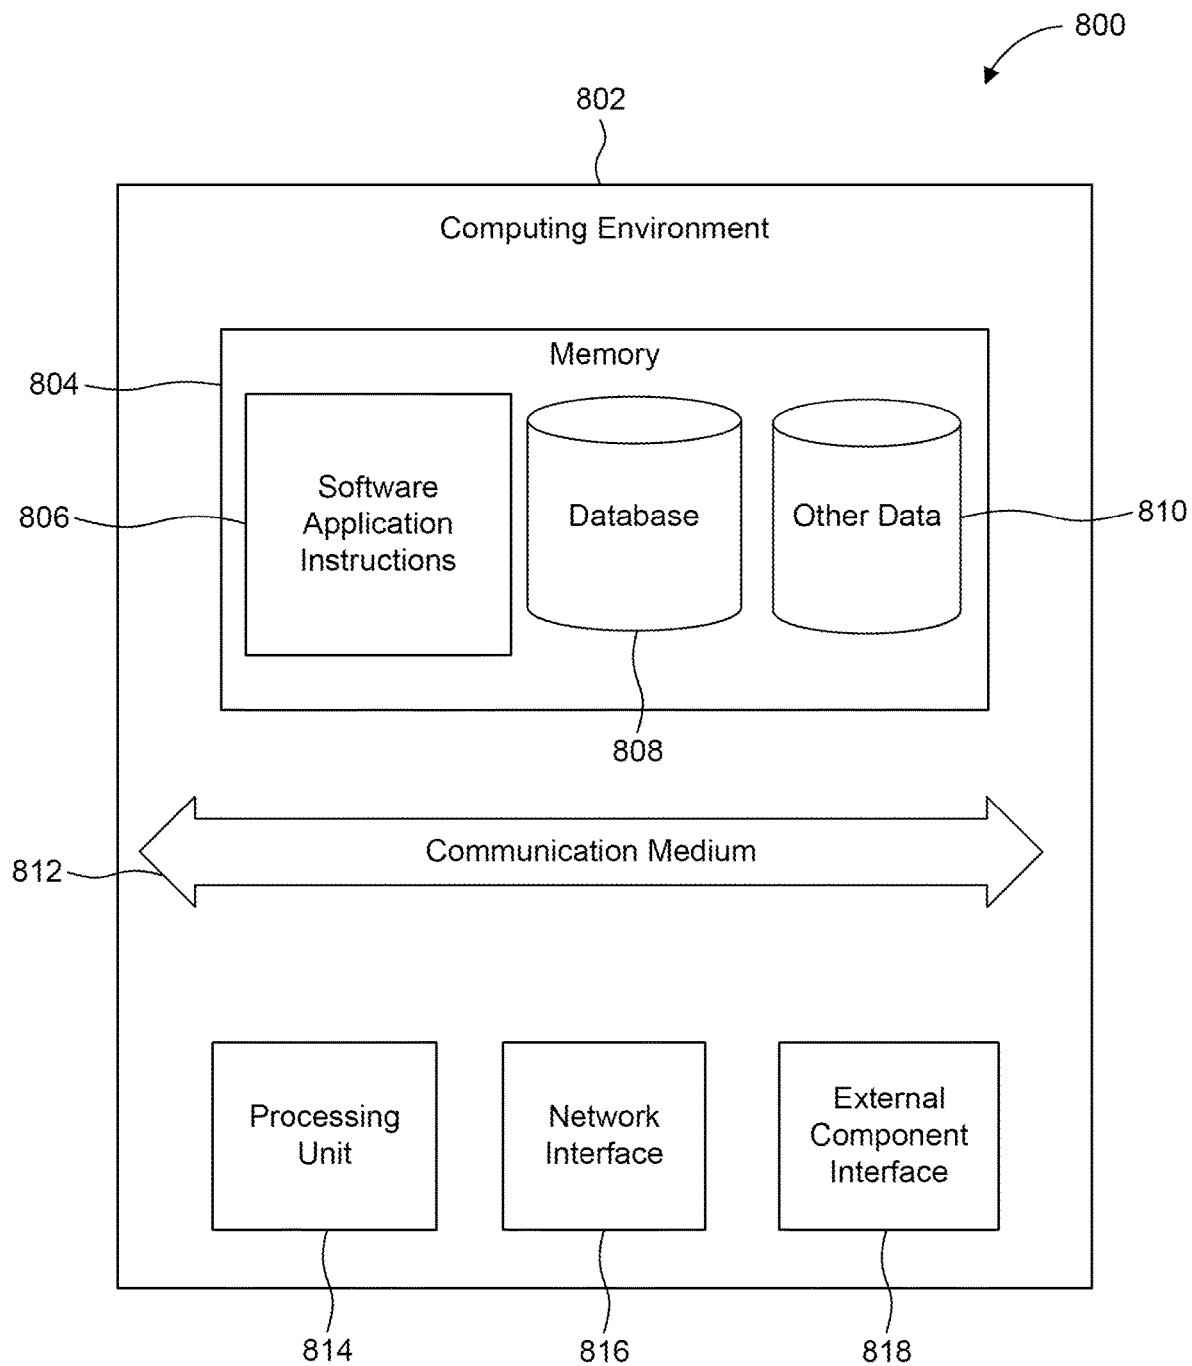 800
802
Computing Environment
Memory
804
Software
Application
Instructions
806
Database
Other Data
810
808
Communication Medium
812
Processing
Unit
Network
Interface
External
Component
Interface
814
816
818